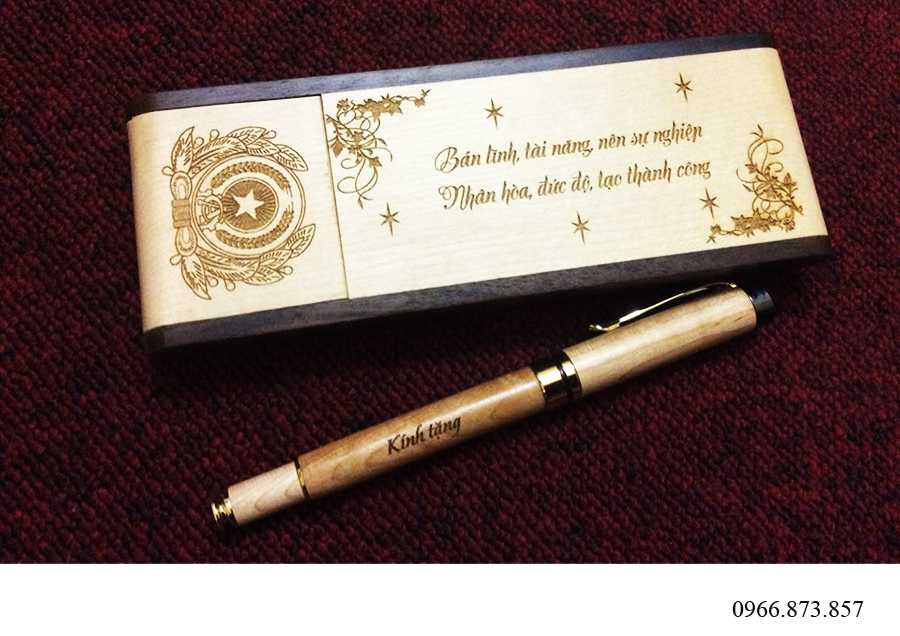 Bản lĩnh, tài năng, nên sự nghiệp
Nhân hòa, đức độ, tạo thành công
Kính tặng
0966.873.857